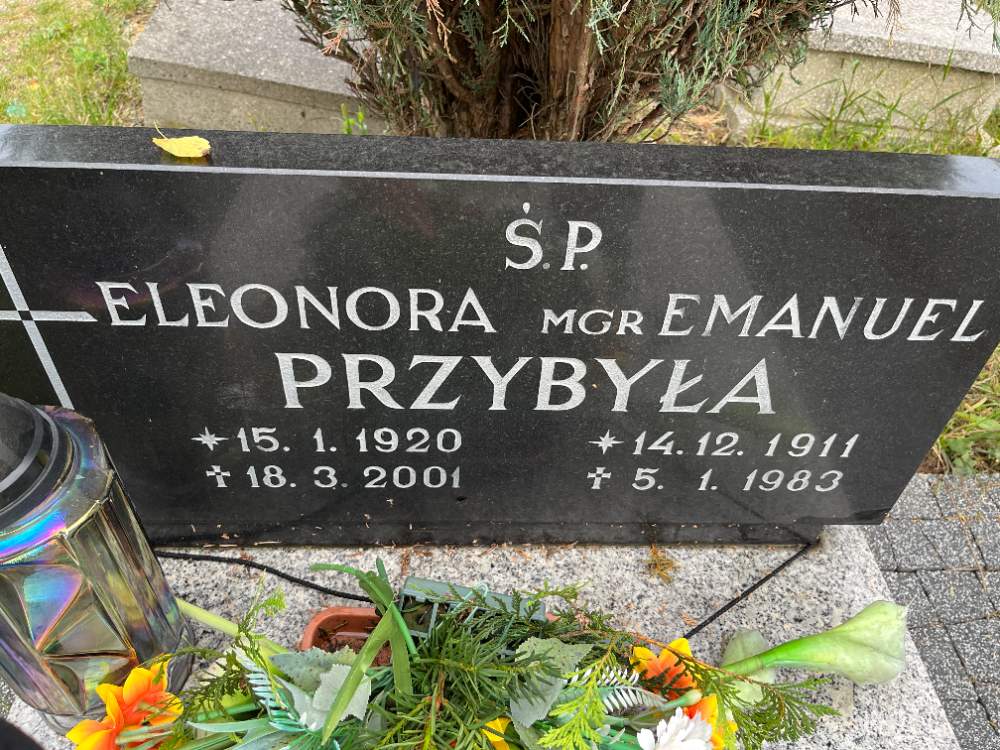 Ś.P.
ELEONORA MGR EMANUEL
PRZYBYŁA
15. 1. 1920 14. 12. 1911
18. 3. 2001 5. 1. 1983